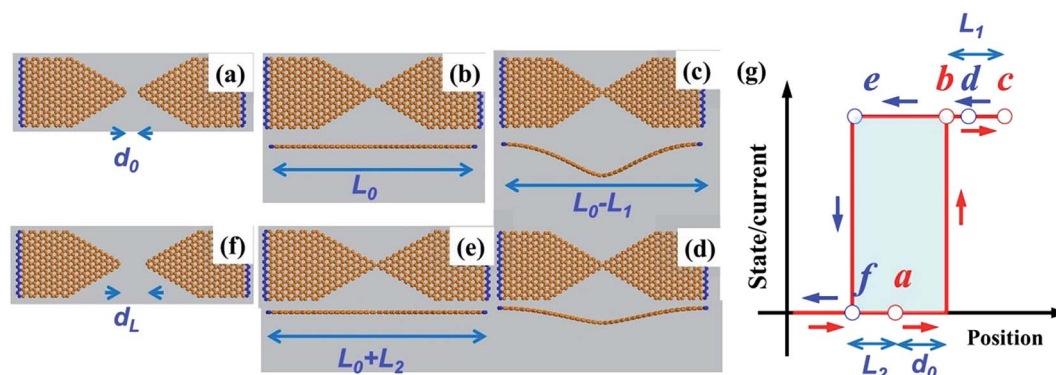 (a)
d0
(b)
L0
(c)
L0-L1
(f)
dL
(e)
L0+L2
(d)
(g)
L1
e
b
d
c
State/current
f
a
Position
L2
d0